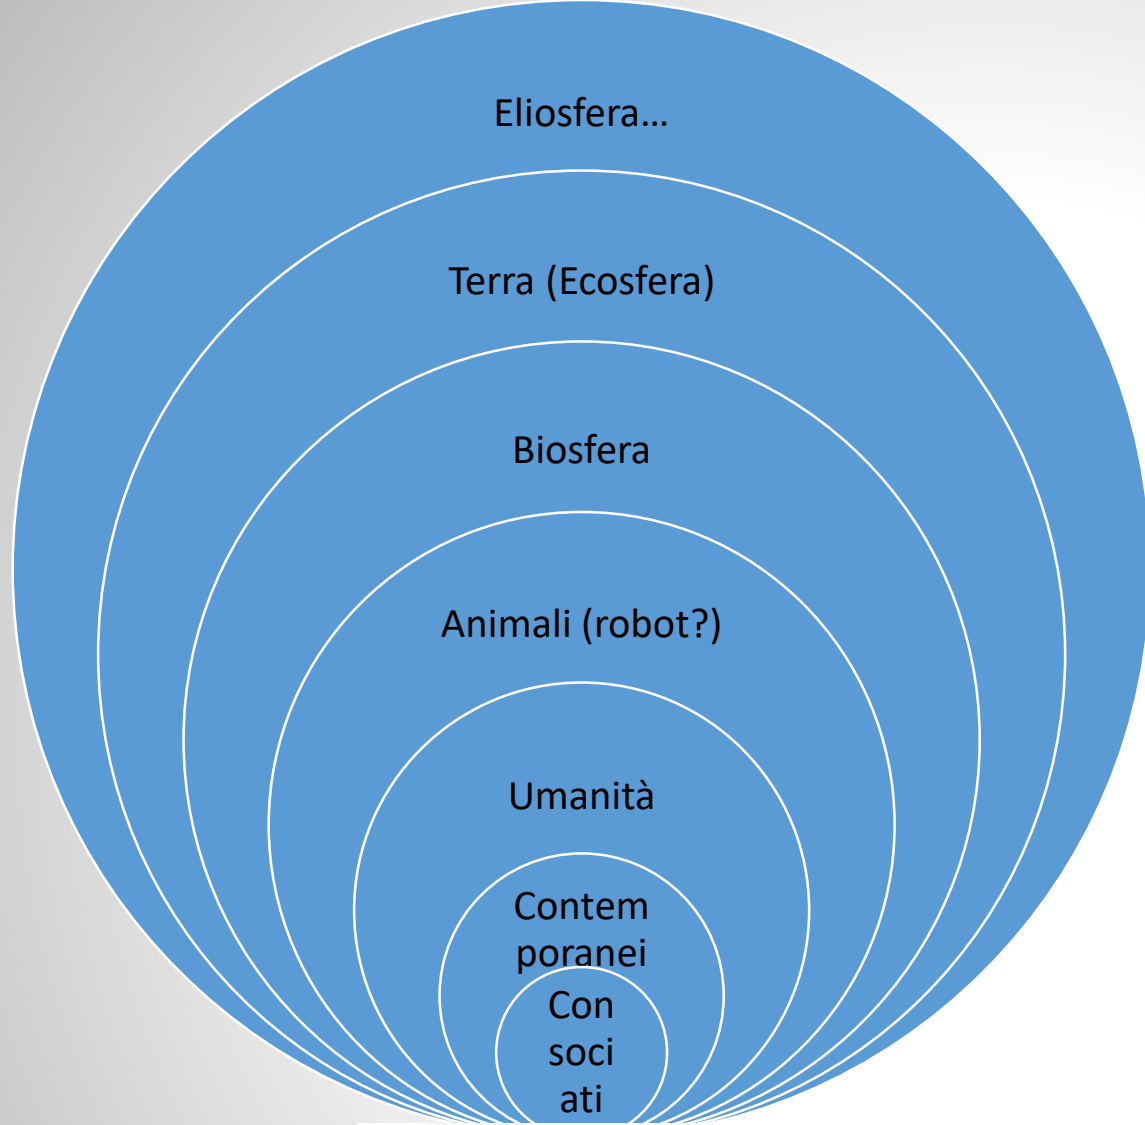 Eliosfera...
Terra (Ecosfera)
Biosfera
Animali (robot?)
Umanità
Contem
poranei
Con
soci
ati